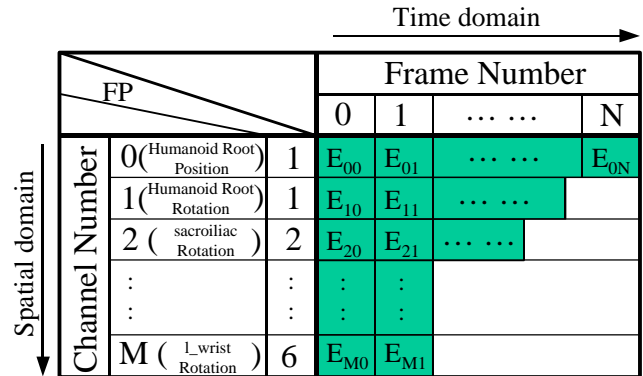 Time domain
FP
Frame Number
0 1 ... ... N
Spatial domain
Channel Number
0 (Humanoid Root Position) 1 E00 E01 ... ... E0N
1 (Humanoid Root Rotation) 1 E10 E11 ... ...
2 ( sacroiliac Rotation ) 2 E20 E21 ... ...
: : : :
: : : :
M ( l_wrist Rotation ) 6 EM0 EM1